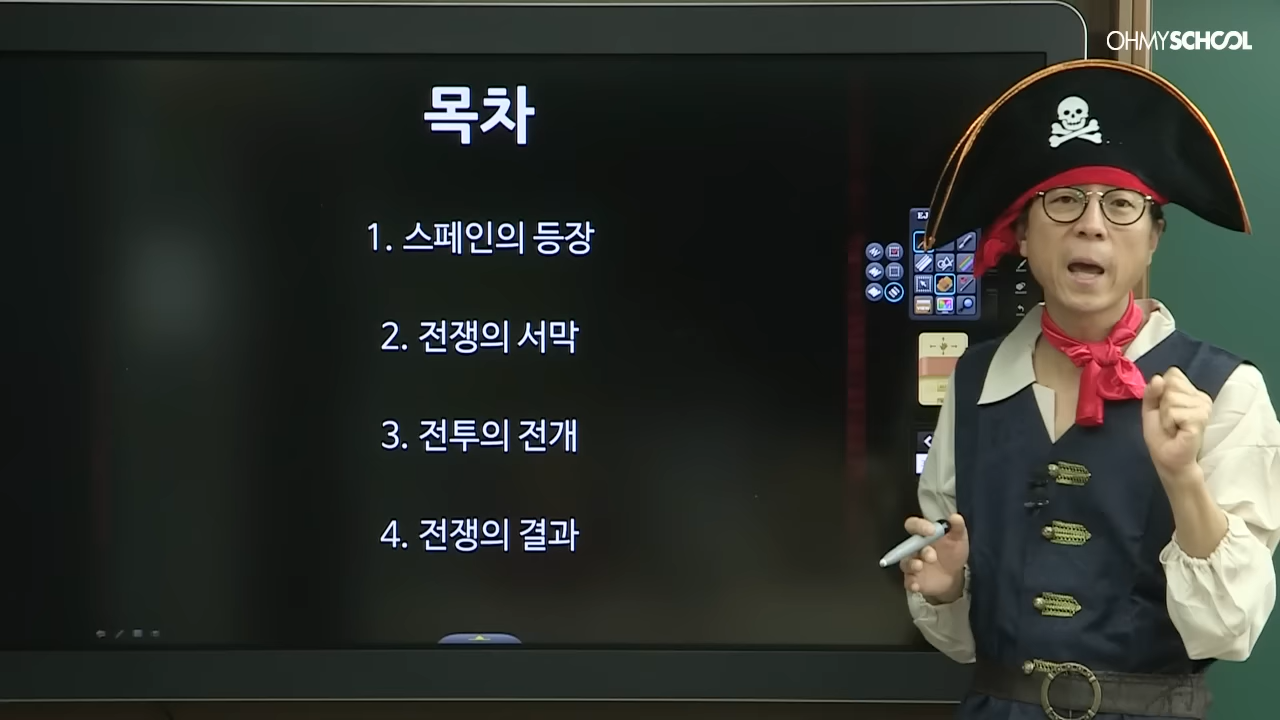 OHMYSCHOOL
목차
1. 스페인의 등장
2. 전쟁의 서막
3. 전투의 전개
4. 전쟁의 결과